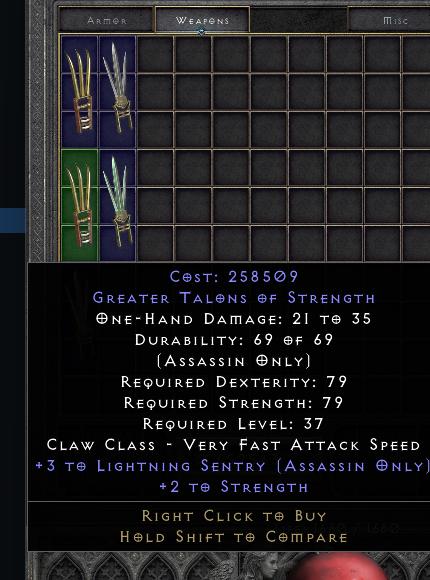 Armor
Weapons
Misc
Cost: 258509
Greater Talons of Strength
One-Hand Damage: 21 to 35
Durability: 69 of 69
(Assassin Only)
Required Dexterity: 79
Required Strength: 79
Required Level: 37
Claw Class - Very Fast Attack Speed
+3 to Lightning Sentry (Assassin Only)
+2 to Strength
Right Click to Buy
Hold Shift to Compare